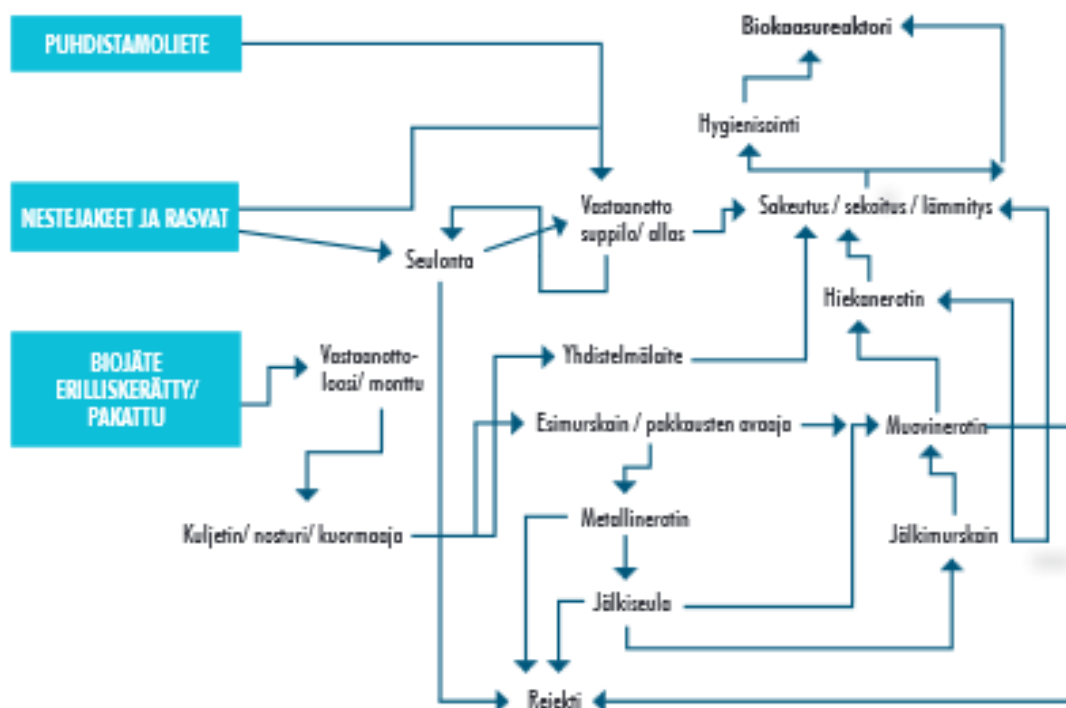 PUHDISTAMOLIETE
Biokaasureaktori
Hygienisointi
NESTEJAKEET JA RASVAT
Vastaanotto
suppilo/ allas
Sakeutus / sekoitus / lämmitys
Seulonta
Hiekanerotin
BIOJÄTE
ERILLISKERÄTTY/
PAKATTU
Vastaanotto-
laasi/ monttu
Yhdistelmälaite
Esimurskain / pakkausten avaaja
Muovinerotin
Kuljetin/ nosturi/ kuormaaja
Metallinerotin
Jälkimurskain
Jälkiseula
Rejekti